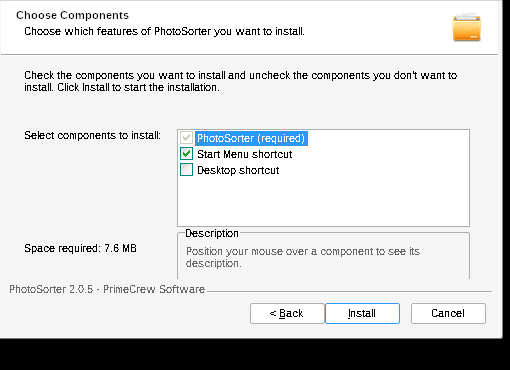 Choose Components
Choose which features of PhotoSorter you want to install.
Check the components you want to install and uncheck the components you don't want to
install. Click Install to start the installation.
Select components to install:
PhotoSorter (required)
Start Menu shortcut
Desktop shortcut
Space required: 7.6 MB
Description
Position your mouse over a component to see its
description.
PhotoSorter 2.0.5 - PrimeCrew Software
< Back
Install
Cancel